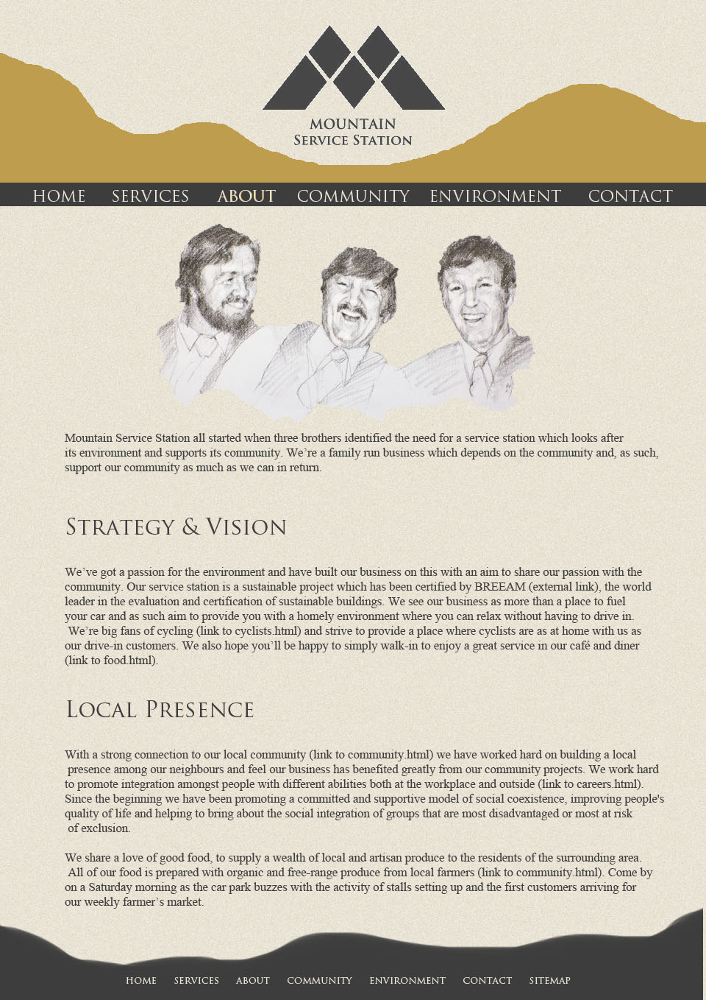 MOUNTAIN
SERVICE STATION
HOME SERVICES ABOUT COMMUNITY ENVIRONMENT CONTACT
Mountain Service Station all started when three brothers identified the need for a service station which looks after
its environment and supports its community. We’re a family run business which depends on the community and, as such,
support our community as much as we can in return.
STRATEGY & VISION
We’ve got a passion for the environment and have built our business on this with an aim to share our passion with the
community. Our service station is a sustainable project which has been certified by BREEAM (external link), the world
leader in the evaluation and certification of sustainable buildings. We see our business as more than a place to fuel
your car and as such aim to provide you with a homely environment where you can relax without having to drive in.
We’re big fans of cycling (link to cyclists.html) and strive to provide a place where cyclists are as at home with us as
our drive-in customers. We also hope you’ll be happy to simply walk-in to enjoy a great service in our café and diner
(link to food.html).
LOCAL PRESENCE
With a strong connection to our local community (link to community.html) we have worked hard on building a local
presence among our neighbours and feel our business has benefited greatly from our community projects. We work hard
to promote integration amongst people with different abilities both at the workplace and outside (link to careers.html).
Since the beginning we have been promoting a committed and supportive model of social coexistence, improving people's
quality of life and helping to bring about the social integration of groups that are most disadvantaged or most at risk
of exclusion.
We share a love of good food, to supply a wealth of local and artisan produce to the residents of the surrounding area.
All of our food is prepared with organic and free-range produce from local farmers (link to community.html). Come by
on a Saturday morning as the car park buzzes with the activity of stalls setting up and the first customers arriving for
our weekly farmer’s market.
HOME SERVICES ABOUT COMMUNITY ENVIRONMENT CONTACT SITEMAP